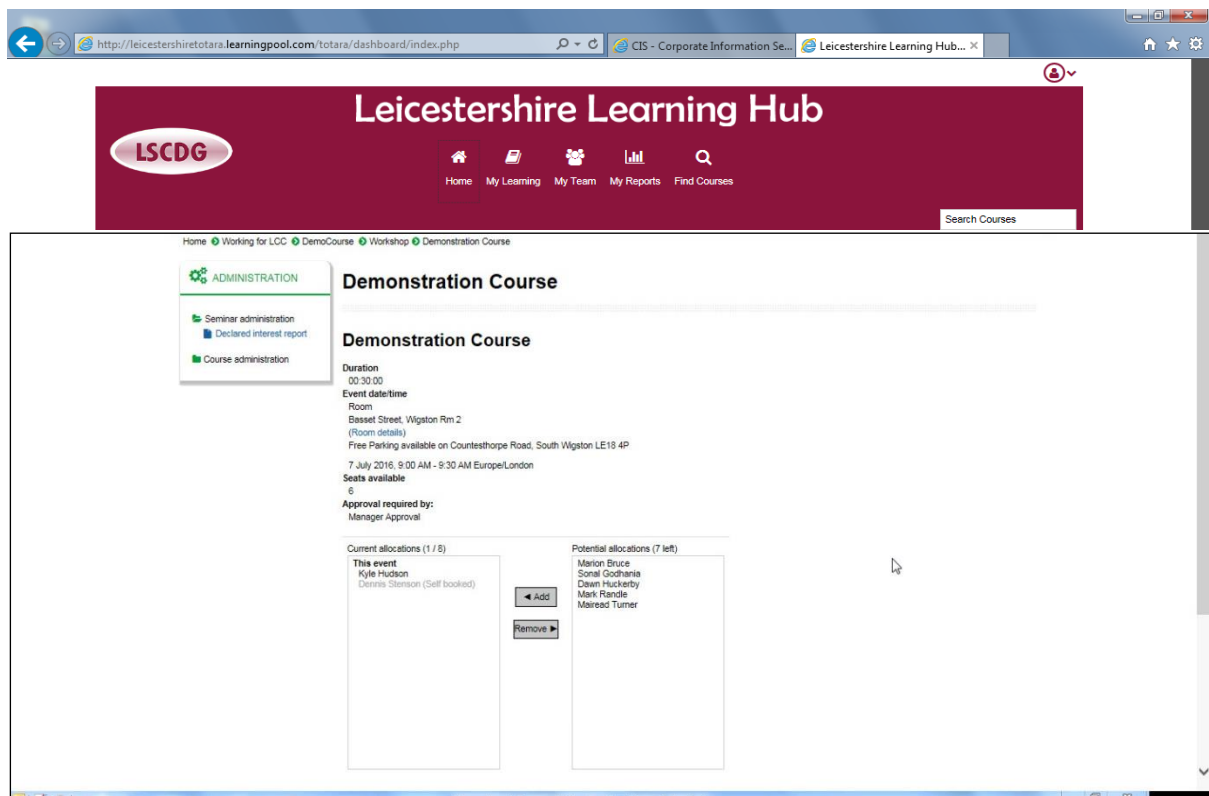 http://leicestershiretotara.learningpool.com/totara/dashboard/index.php
CIS - Corporate Information Se...
Leicestershire Learning Hub...
Leicestershire Learning Hub
LSCDG
Home
My Learning
My Team
My Reports
Find Courses
Search Courses
Home Working for LCC DemoCourse Workshop Demonstration Course
ADMINISTRATION
Seminar administration
Declared interest report
Course administration
Demonstration Course
Demonstration Course
Duration
00:30:00
Event date/time
Room
Basset Street, Wigston Rm 2
(Room details)
Free Parking available on Countesthorpe Road, South Wigston LE18 4P
7 July 2016, 9:00 AM - 9:30 AM Europe/London
Seats available
6
Approval required by:
Manager Approval
Current allocations (1 / 8)
This event
Kyle Hudson
Dennis Stenson (Self booked)
Add
Remove
Potential allocations (7 left)
Marion Bruce
Sonal Godhania
Dawn Huckerby
Mark Randle
Mairead Turner